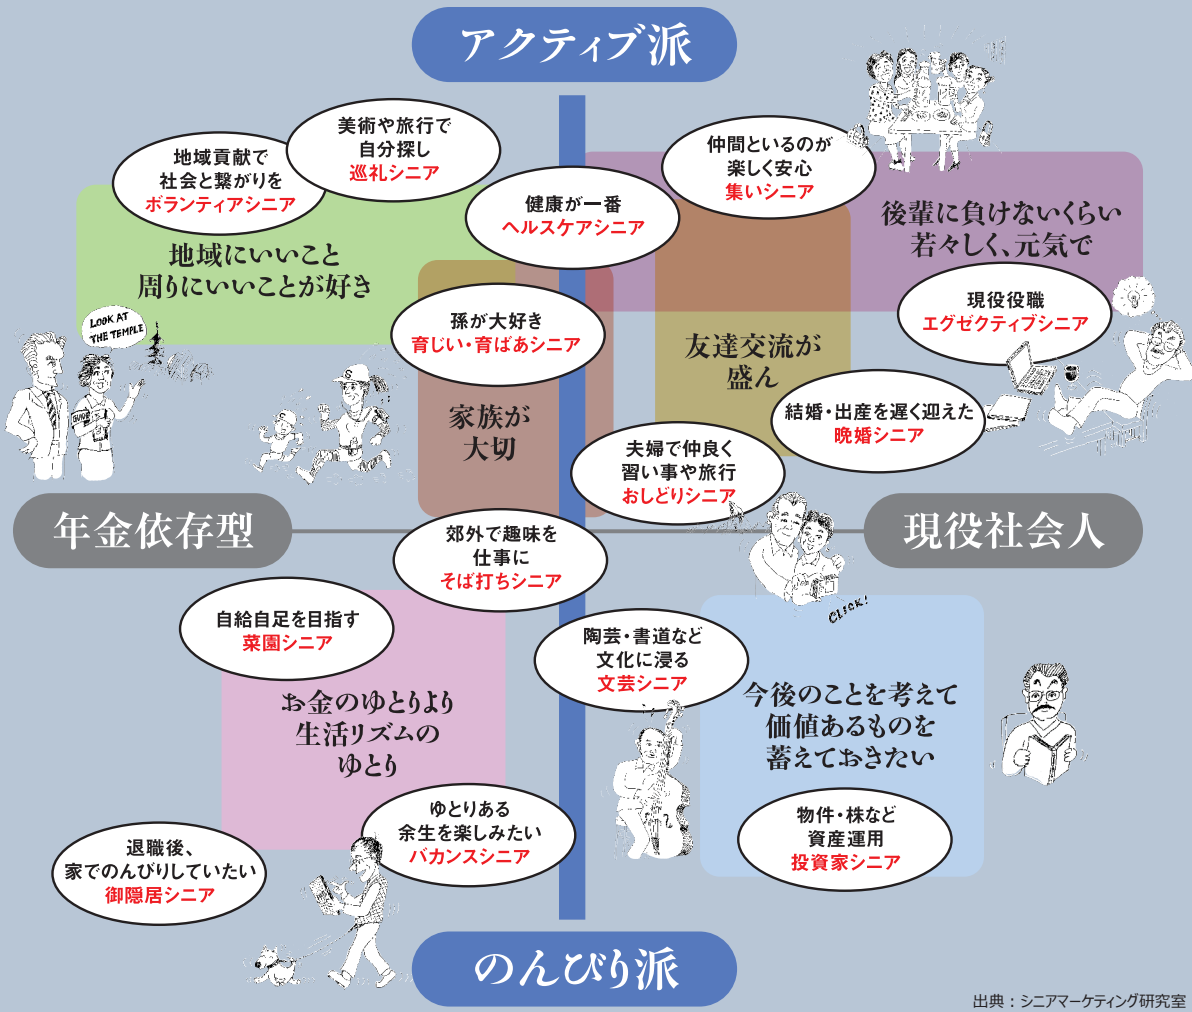 アクティブ派
美術や旅行で
自分探し
巡礼シニア
地域貢献で
社会と繋がりを
ボランティアシニア
仲間といるのが
楽しく安心
集いシニア
健康が一番
ヘルスケアシニア
後輩に負けないくらい
若々しく、元気で
地域にいいこと
周りにいいことが好き
現役役職
エグゼクティブシニア
LOOK AT
THE TEMPLE
孫が大好き
育じい・育ばあシニア
友達交流が
盛ん
家族が
大切
結婚・出産を遅く迎えた
晩婚シニア
夫婦で仲良く
習い事や旅行
おしどりシニア
年金依存型
現役社会人
郊外で趣味を
仕事に
そば打ちシニア
CLICK!
自給自足を目指す
菜園シニア
陶芸・書道など
文化に浸る
文芸シニア
お金のゆとりより
生活リズムの
ゆとり
今後のことを考えて
価値あるものを
蓄えておきたい
ゆとりある
余生を楽しみたい
バカンスシニア
物件・株など
資産運用
投資家シニア
退職後、
家でのんびりしていたい
御隠居シニア
のんびり派
出典：シニアマーケティング研究室